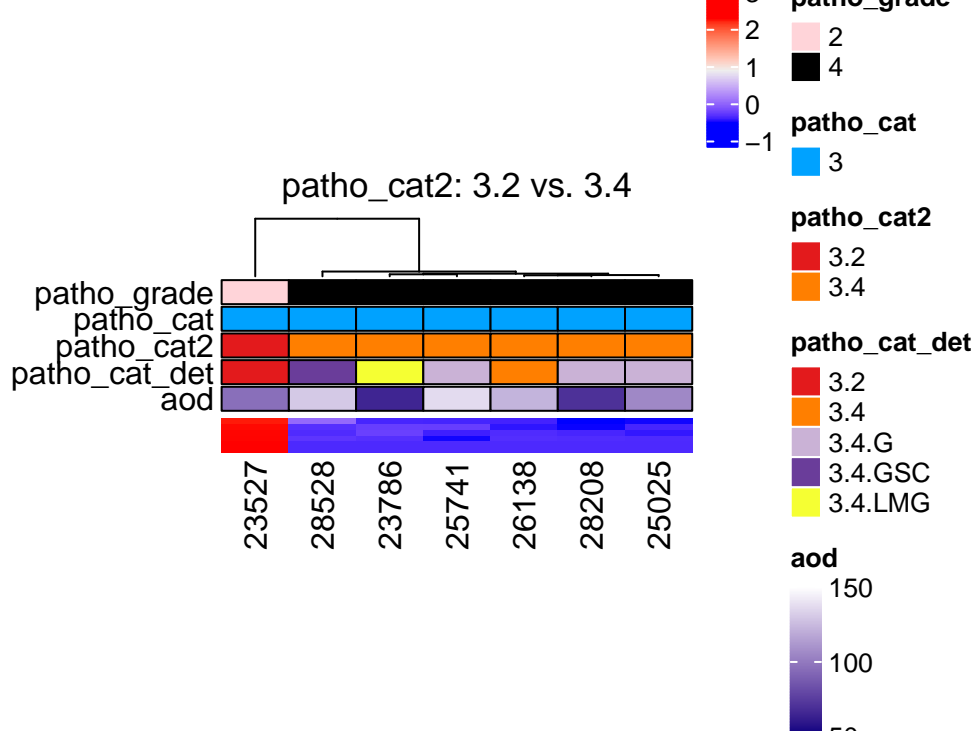 patho_grade
2
1
0
−1
2
4
patho_cat
3
patho_cat2: 3.2 vs. 3.4
patho_cat2
3.2
3.4
patho_grade
patho_cat
patho_cat2
patho_cat_det
aod
patho_cat_det
3.2
3.4
3.4.G
3.4.GSC
3.4.LMG
23527
28528
23786
25741
26138
28208
25025
aod
150
100